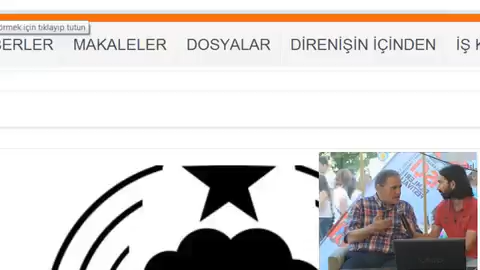 örmek için tıklayıp tutun
BERLER MAKALELER DOSYALAR DİRENİŞİN İÇİNDEN İŞ K